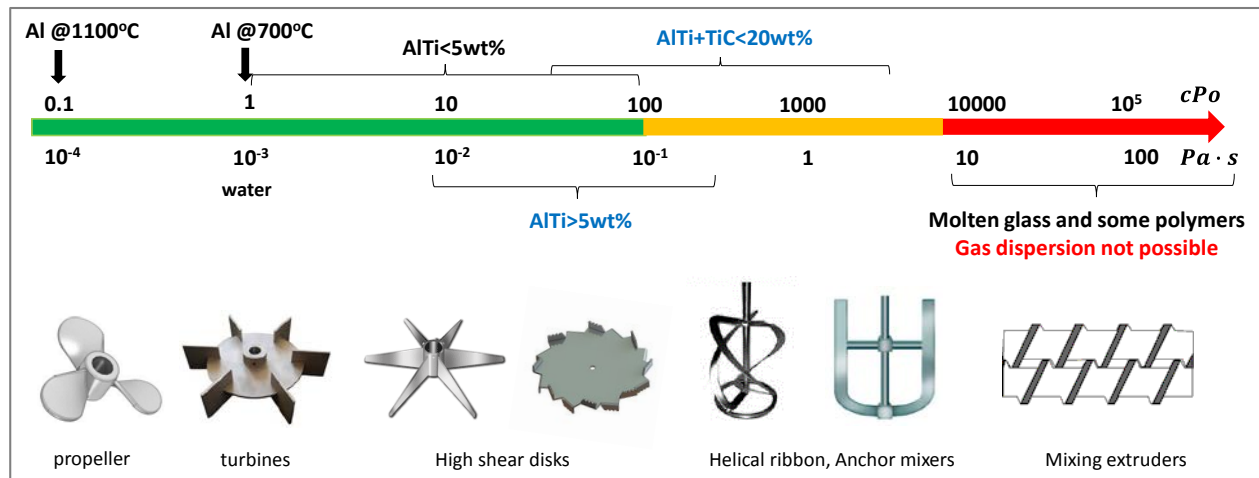 Al @1100ºC
Al @700ºC
AlTi<5wt%
AlTi+TiC<20wt%
0.1 1 10 100 1000 10000 10⁵ cPo
10⁻⁴ 10⁻³ 10⁻² 10⁻¹ 1 10 100 Pa · s
water
AlTi>5wt%
Molten glass and some polymers
Gas dispersion not possible
propeller
turbines
High shear disks
Helical ribbon, Anchor mixers
Mixing extruders